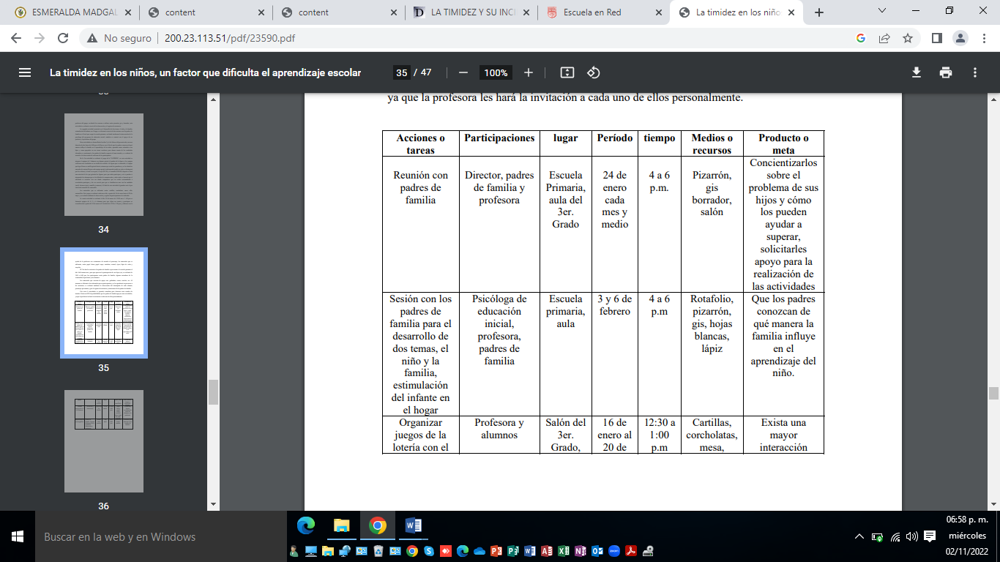 ESMERALDA MADGAL
content
content
LA TIMIDEZ Y SU INCI
Escuela en Red
La timidez en los niño
No seguro
200.23.113.51/pdf/23590.pdf
La timidez en los niños, un factor que dificulta el aprendizaje escolar
35 / 47
100%
34
35
36
ya que la profesora les hará la invitación a cada uno de ellos personalmente.
Acciones o
tareas
Participaciones
lugar
Período
tiempo
Medios o
recursos
Producto o
meta
Reunión con
padres de
familia
Director, padres
de familia y
profesora
Escuela
Primaria,
aula del
3er.
Grado
24 de
enero
cada
mes y
medio
4 a 6
p.m.
Pizarrón,
gis
borrador,
salón
Concientizarlos
sobre el
problema de sus
hijos y cómo
los pueden
ayudar a
superar,
solicitarles
apoyo para la
realización de
las actividades
Sesión con los
padres de
familia para el
desarrollo de
dos temas, el
niño y la
familia,
estimulación
del infante en
el hogar
Psicóloga de
educación
inicial,
profesora,
padres de
familia
Escuela
primaria,
aula
3 y 6 de
febrero
4 a 6
p.m
Rotafolio,
pizarrón,
gis, hojas
blancas,
lápiz
Que los padres
conozcan de
qué manera la
familia influye
en el
aprendizaje del
niño.
Organizar
juegos de la
lotería con el
Profesora y
alumnos
Salón del
3er.
Grado,
16 de
enero al
20 de
12:30 a
1:00
p.m
Cartillas,
corcholatas,
mesa,
Exista una
mayor
interacción
Buscar en la web y en Windows
06:58 p. m.
miércoles
02/11/2022